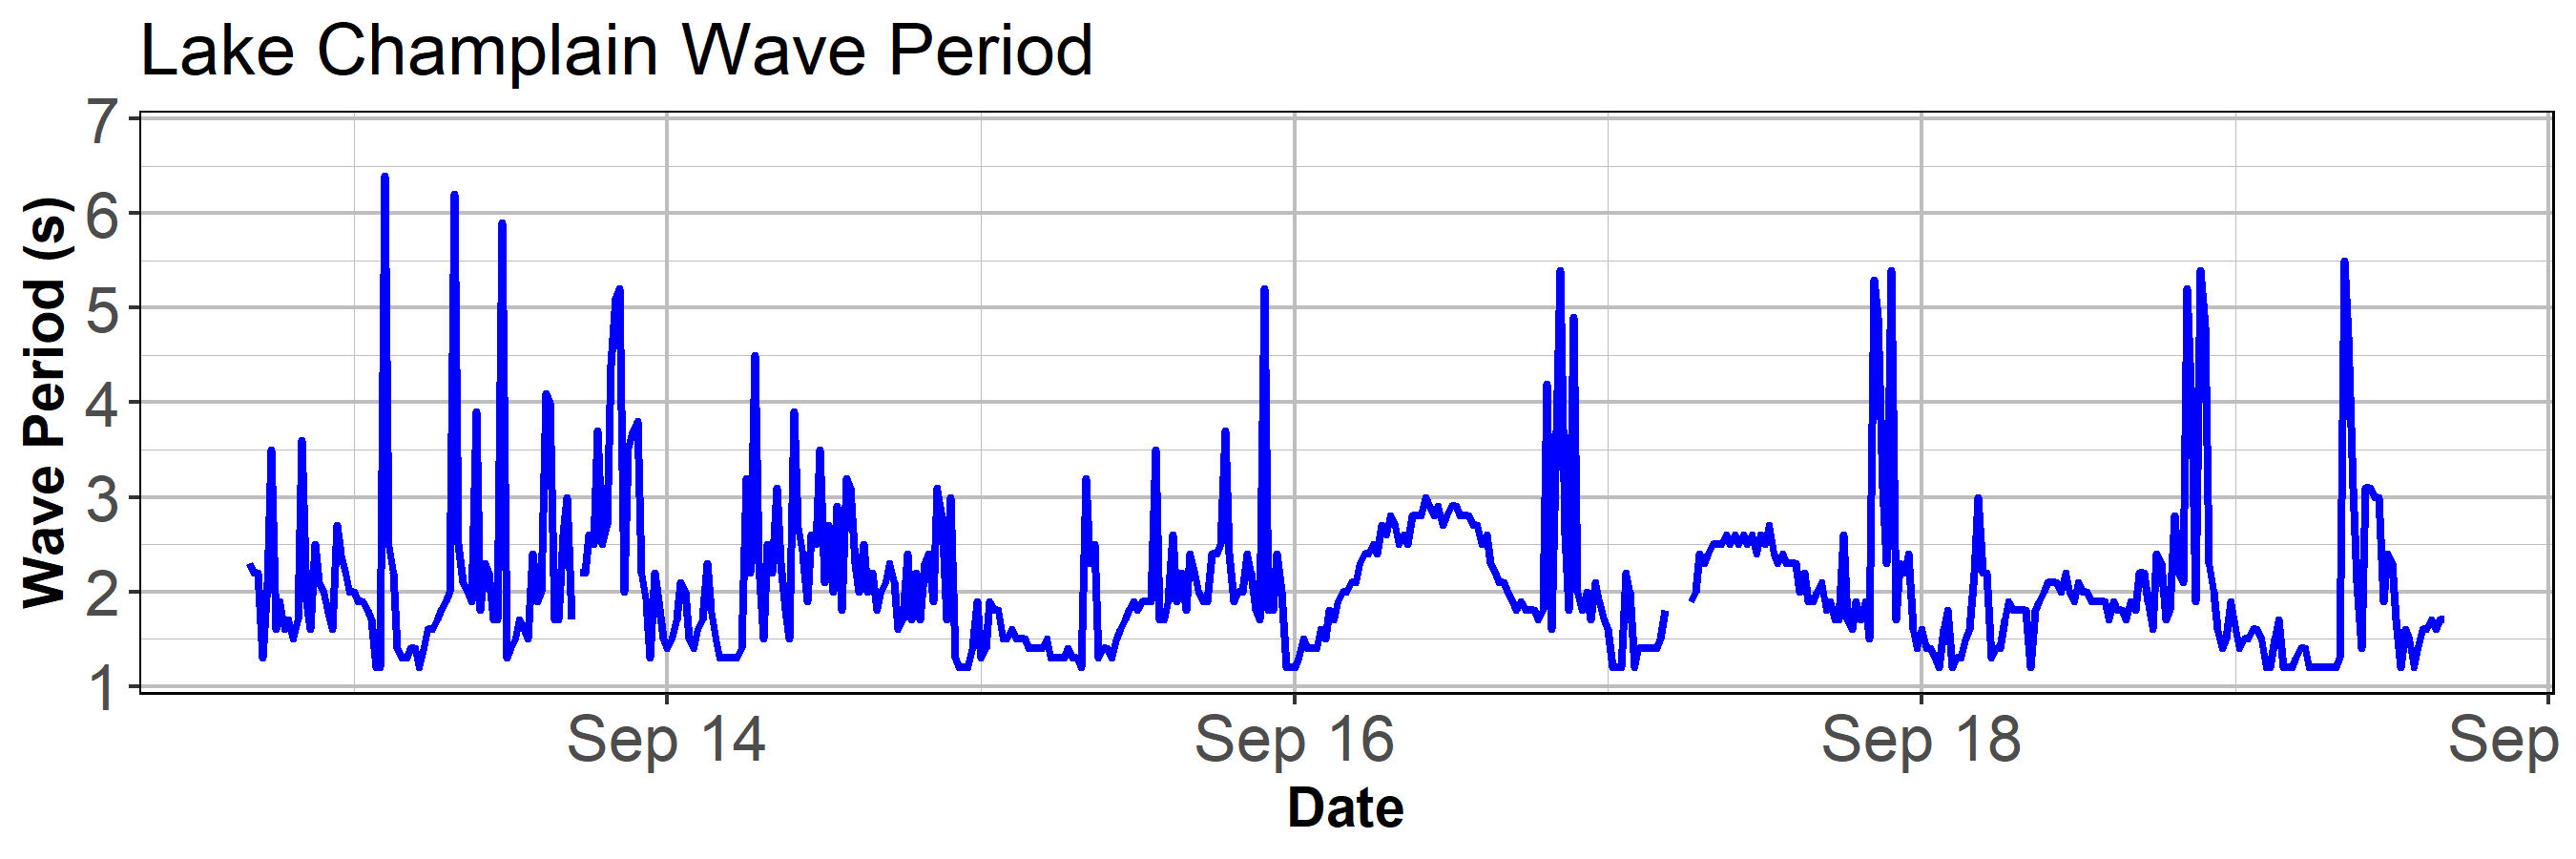 Lake Champlain Wave Period
Wave Period (s)
7
6
5
4
3
2
1
Sep 14
Sep 16
Sep 18
Sep
Date